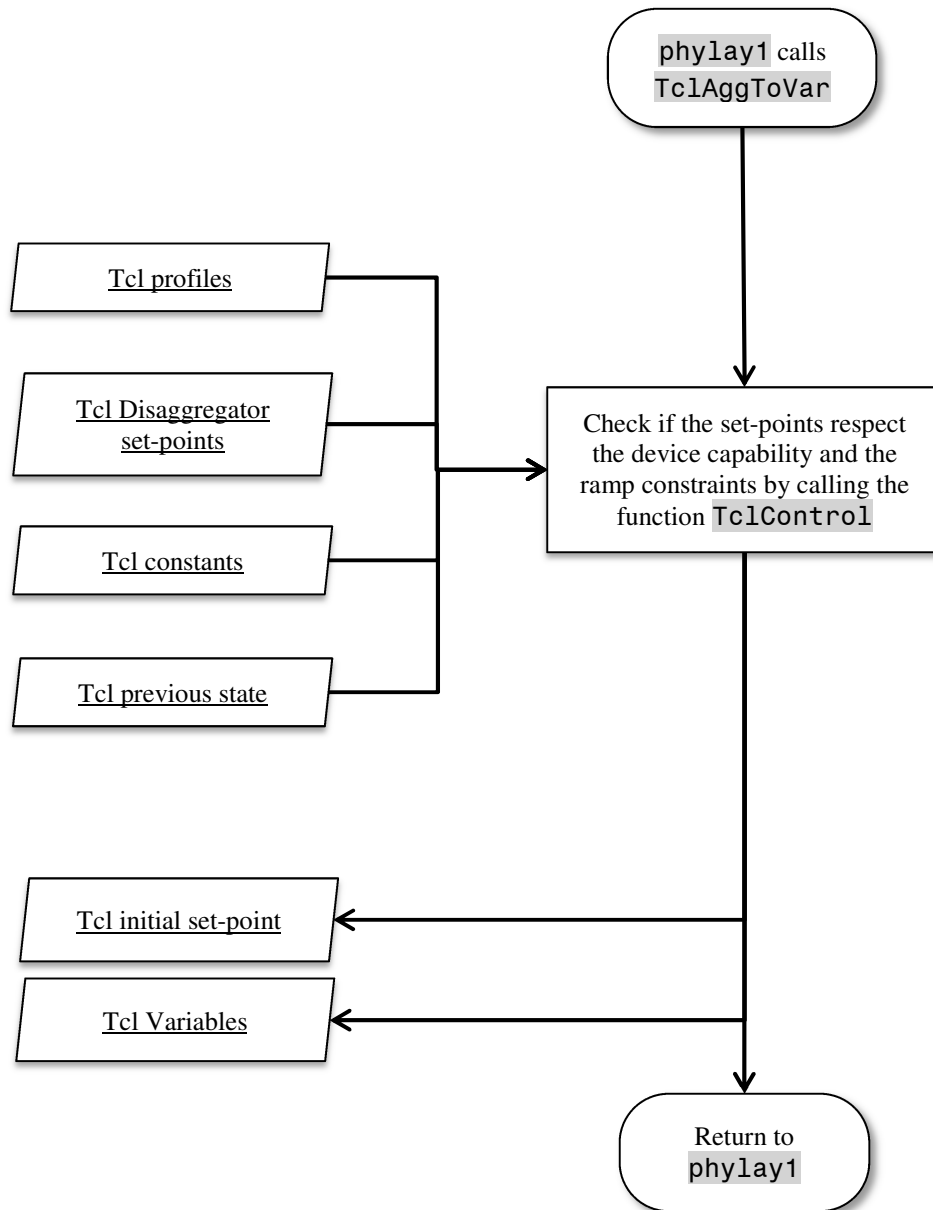 phylay1 calls
TclAggToVar
Tcl profiles
Tcl Disaggregator
set-points
Check if the set-points respect
the device capability and the
ramp constraints by calling the
function TclControl
Tcl constants
Tcl previous state
Tcl initial set-point
Tcl Variables
Return to
phylay1